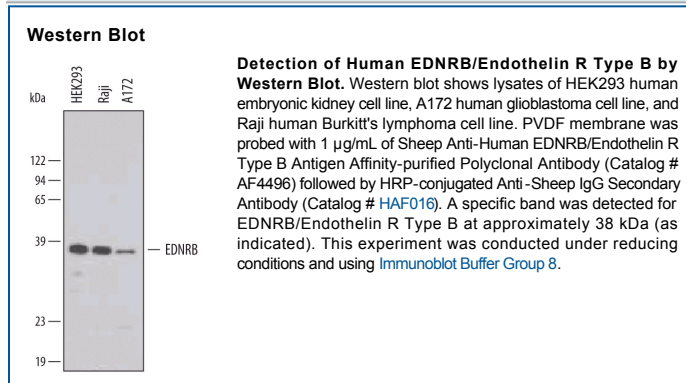 Western Blot
HEK293
Raji
A172
kDa
122
94
65
39
23
19
EDNRB
Detection of Human EDNRB/Endothelin R Type B by
Western Blot. Western blot shows lysates of HEK293 human
embryonic kidney cell line, A172 human glioblastoma cell line, and
Raji human Burkitt's lymphoma cell line. PVDF membrane was
probed with 1 µg/mL of Sheep Anti-Human EDNRB/Endothelin R
Type B Antigen Affinity-purified Polyclonal Antibody (Catalog #
AF4496) followed by HRP-conjugated Anti-Sheep IgG Secondary
Antibody (Catalog # HAF016). A specific band was detected for
EDNRB/Endothelin R Type B at approximately 38 kDa (as
indicated). This experiment was conducted under reducing
conditions and using Immunoblot Buffer Group 8.